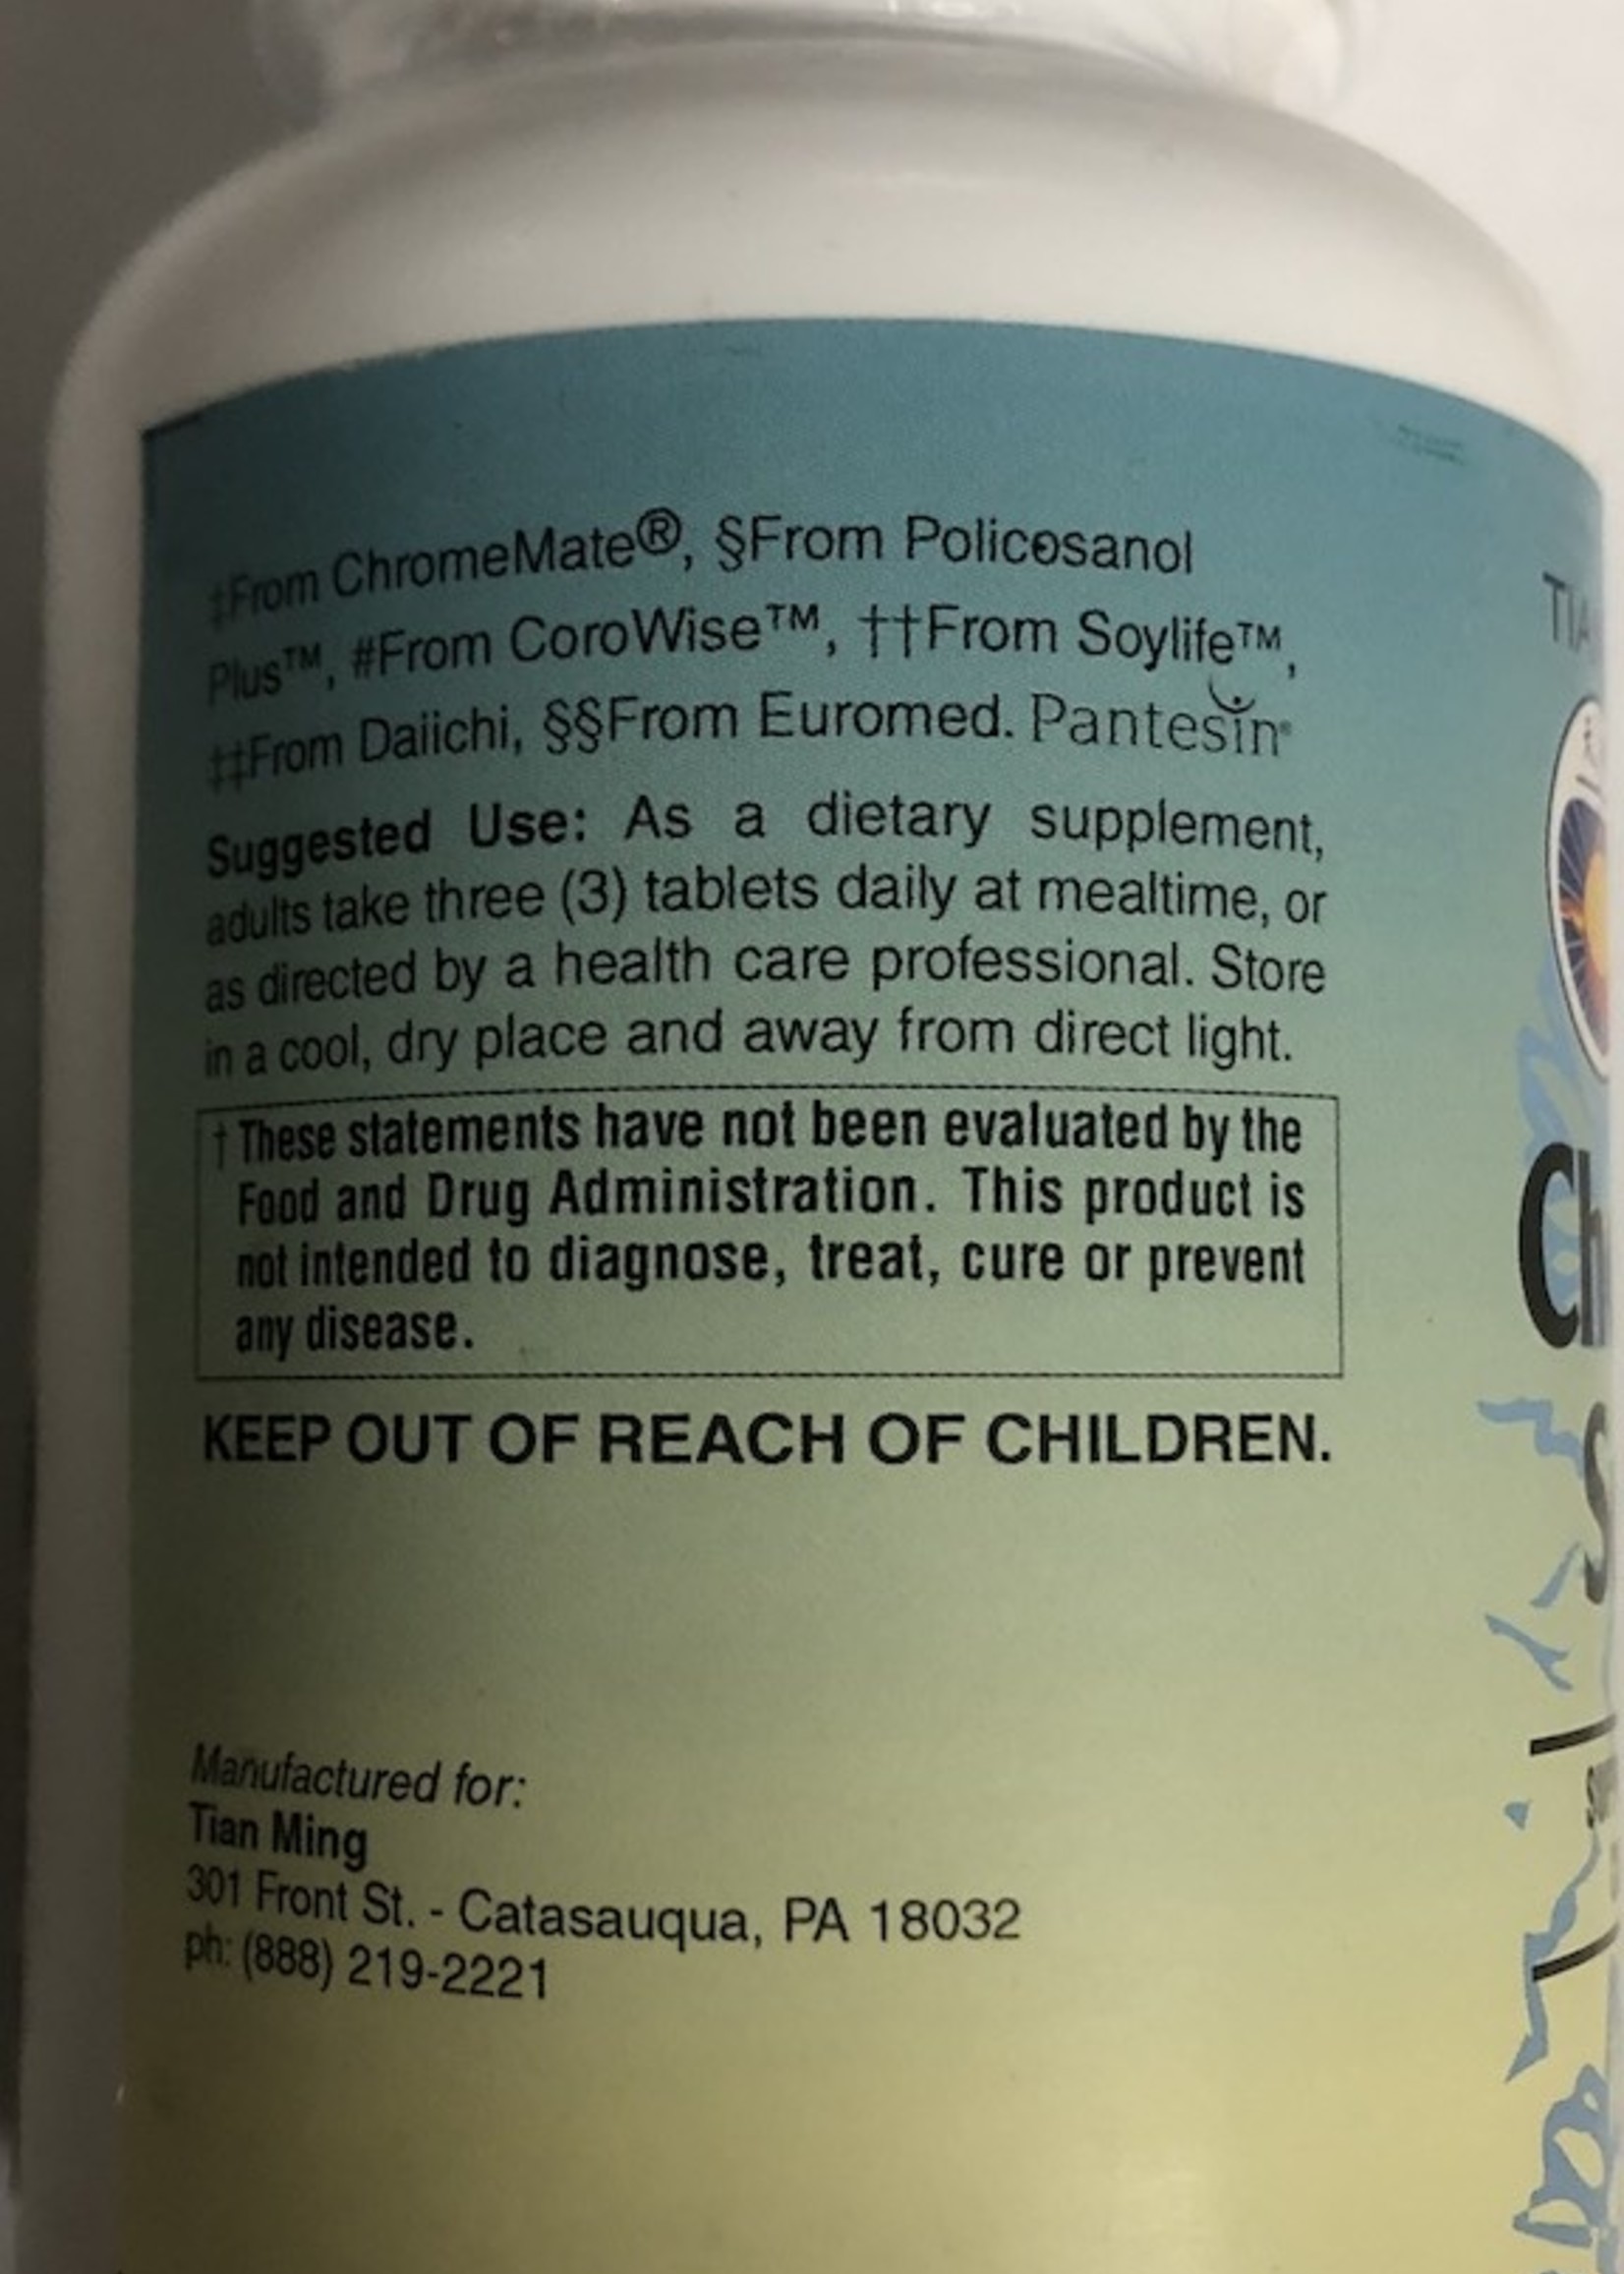 ‡From ChromeMate®, §From Policosanol
Plus™, #From CoroWise™, ††From Soylife™,
‡‡From Daiichi, §§From Euromed. Pantesin®
Suggested Use: As a dietary supplement,
adults take three (3) tablets daily at mealtime, or
as directed by a health care professional. Store
in a cool, dry place and away from direct light.
† These statements have not been evaluated by the
Food and Drug Administration. This product is
not intended to diagnose, treat, cure or prevent
any disease.
KEEP OUT OF REACH OF CHILDREN.
Manufactured for:
Tian Ming
301 Front St. - Catasauqua, PA 18032
ph: (888) 219-2221